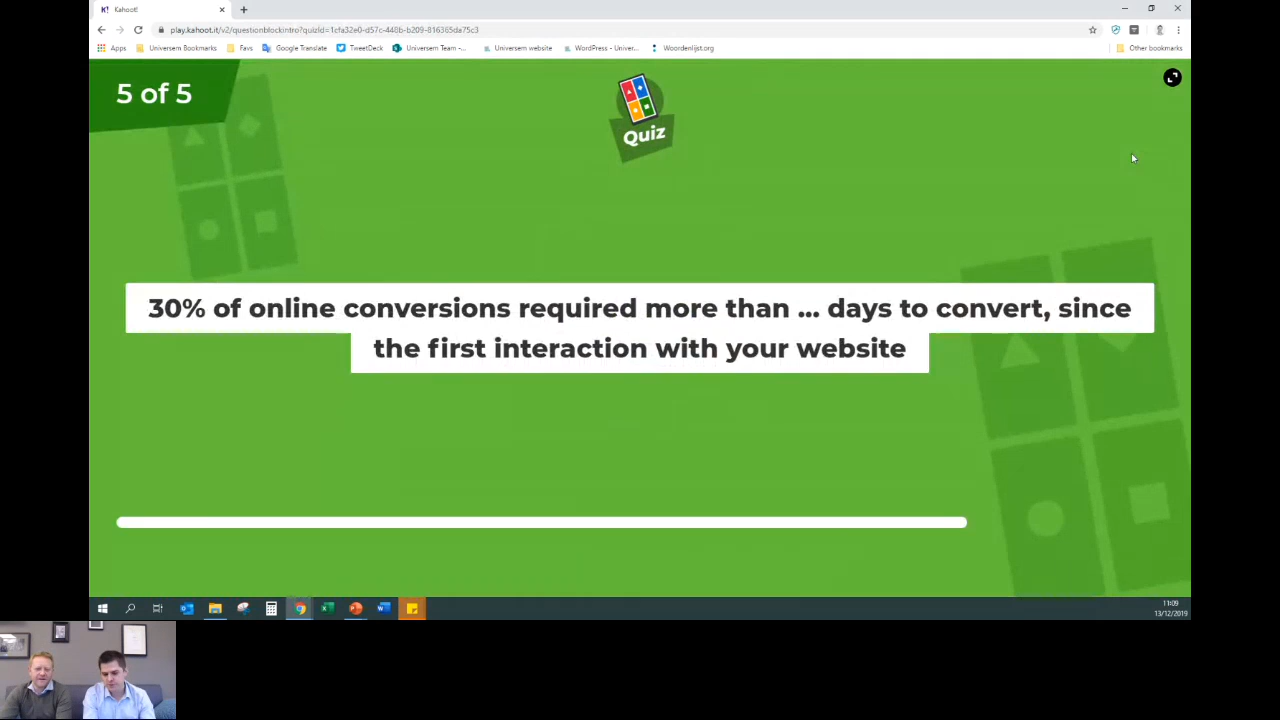 K! Kahoot!
play.kahoot.it/v2/questionblockintro?quizId=1cfa32e0-d57c-448b-b209-816365da75c3
Apps Universem Bookmarks Favs Google Translate TweetDeck Universem Team -... Universem website WordPress - Univer... Woordenlijst.org Other bookmarks
5 of 5
Quiz
30% of online conversions required more than ... days to convert, since
the first interaction with your website
11:09
13/12/2019